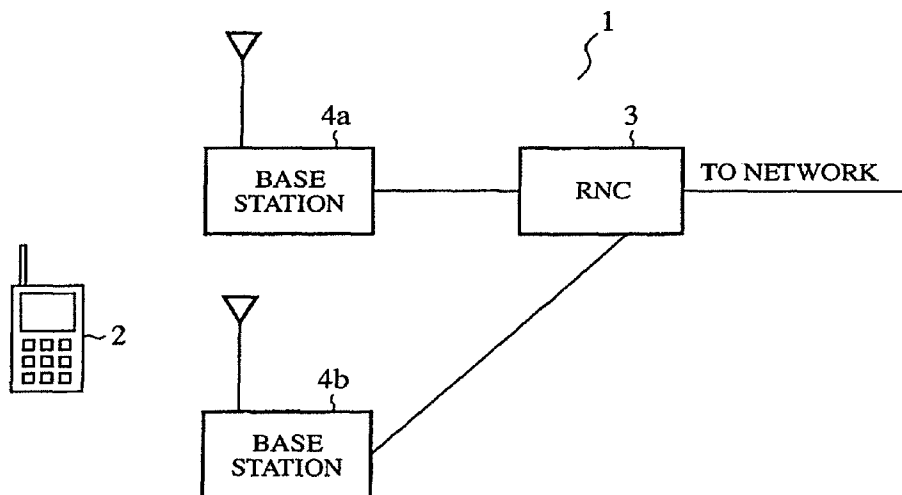 1
4a
BASE
STATION
3
RNC
TO NETWORK
2
4b
BASE
STATION